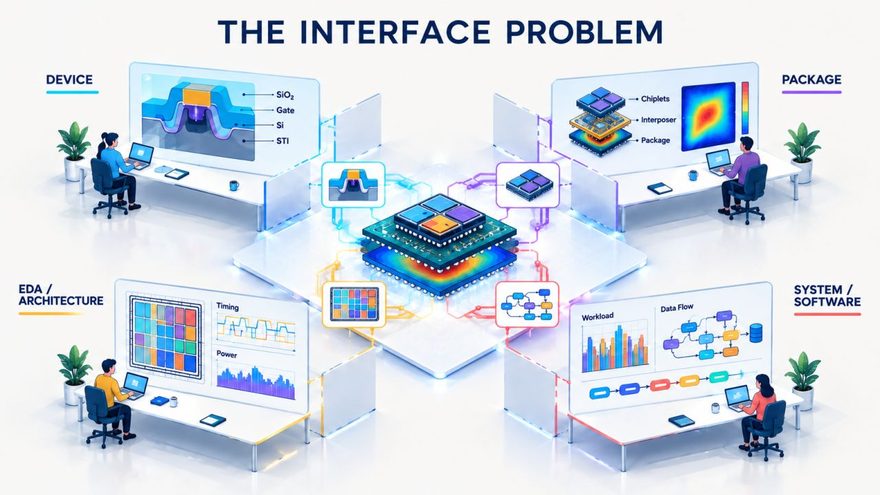 THE INTERFACE PROBLEM
DEVICE
SiO₂
Gate
Si
STI
PACKAGE
Chiplets
Interposer
Package
EDA /
ARCHITECTURE
Timing
Power
SYSTEM /
SOFTWARE
Workload
Data Flow